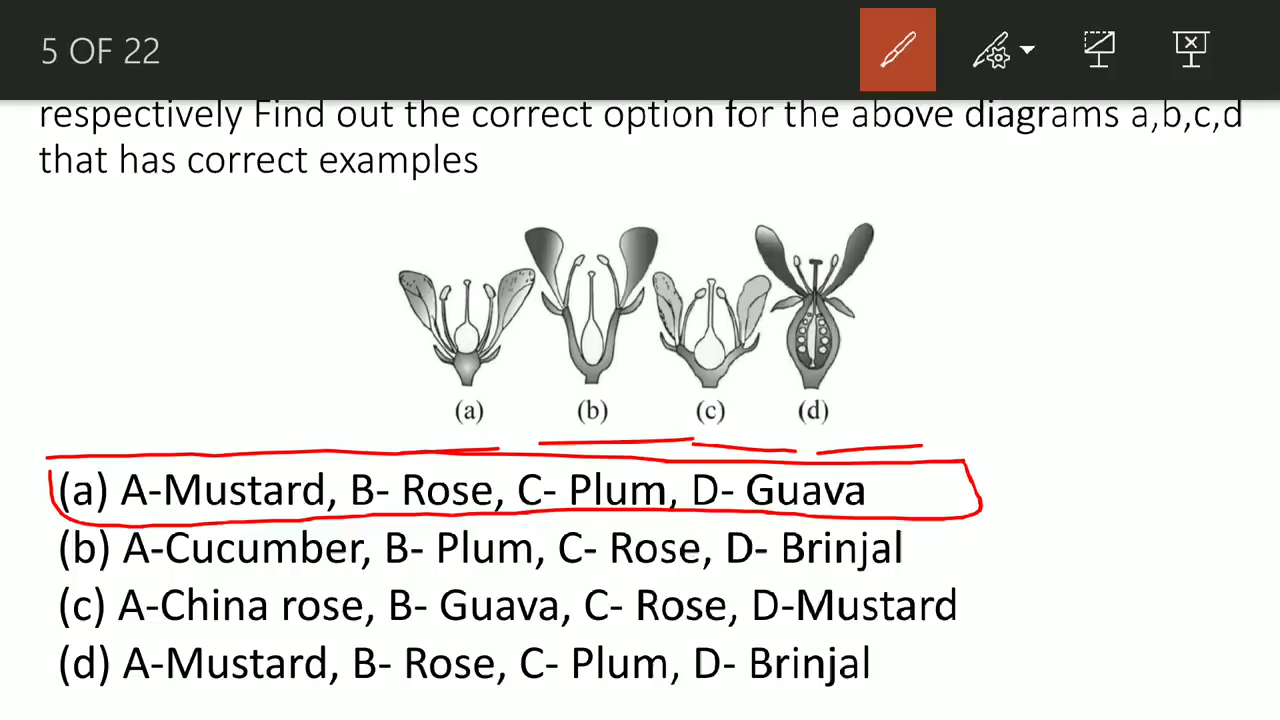 5 OF 22
respectively Find out the correct option for the above diagrams a,b,c,d
that has correct examples
(a) (b) (c) (d)
(a) A-Mustard, B- Rose, C- Plum, D- Guava
(b) A-Cucumber, B- Plum, C- Rose, D- Brinjal
(c) A-China rose, B- Guava, C- Rose, D-Mustard
(d) A-Mustard, B- Rose, C- Plum, D- Brinjal